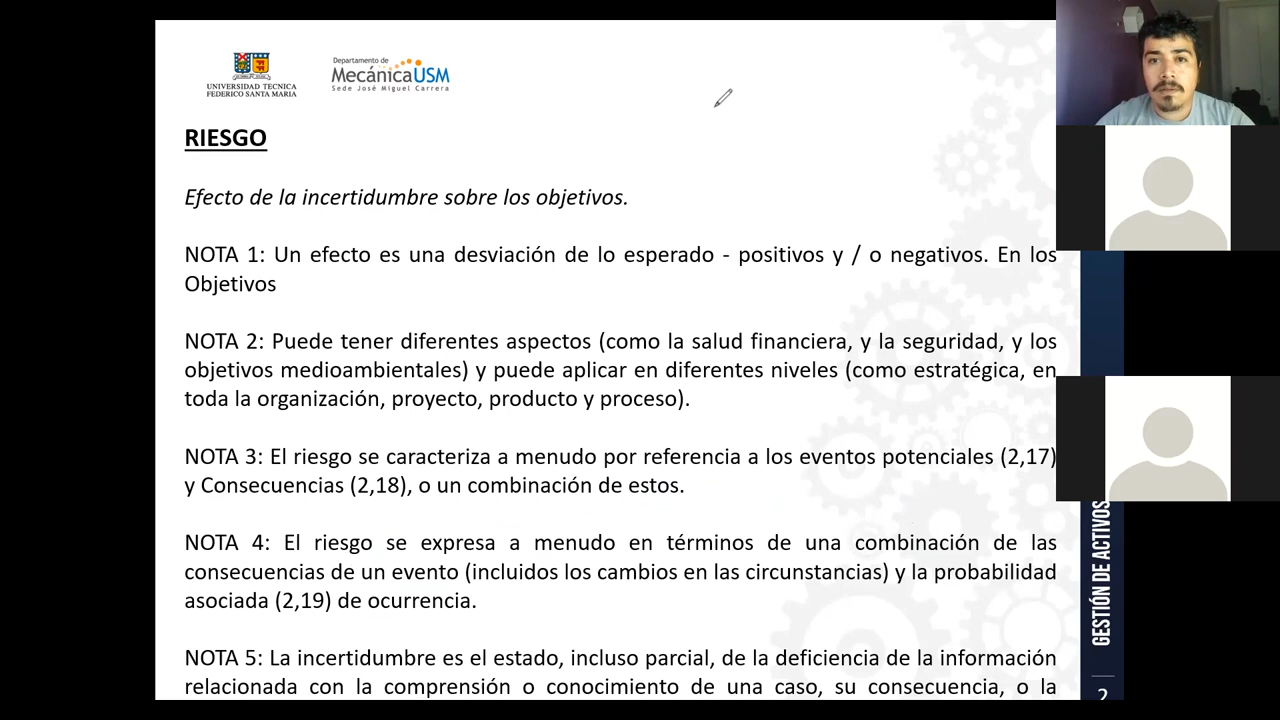 UNIVERSIDAD TECNICA
FEDERICO SANTA MARIA
Departamento de
MecánicaUSM
Sede José Miguel Carrera
RIESGO
Efecto de la incertidumbre sobre los objetivos.
NOTA 1: Un efecto es una desviación de lo esperado - positivos y / o negativos. En los
Objetivos
NOTA 2: Puede tener diferentes aspectos (como la salud financiera, y la seguridad, y los
objetivos medioambientales) y puede aplicar en diferentes niveles (como estratégica, en
toda la organización, proyecto, producto y proceso).
NOTA 3: El riesgo se caracteriza a menudo por referencia a los eventos potenciales (2,17)
y Consecuencias (2,18), o un combinación de estos.
NOTA 4: El riesgo se expresa a menudo en términos de una combinación de las
consecuencias de un evento (incluidos los cambios en las circunstancias) y la probabilidad
asociada (2,19) de ocurrencia.
NOTA 5: La incertidumbre es el estado, incluso parcial, de la deficiencia de la información
relacionada con la comprensión o conocimiento de una caso, su consecuencia, o la
GESTIÓN DE ACTIVOS
2